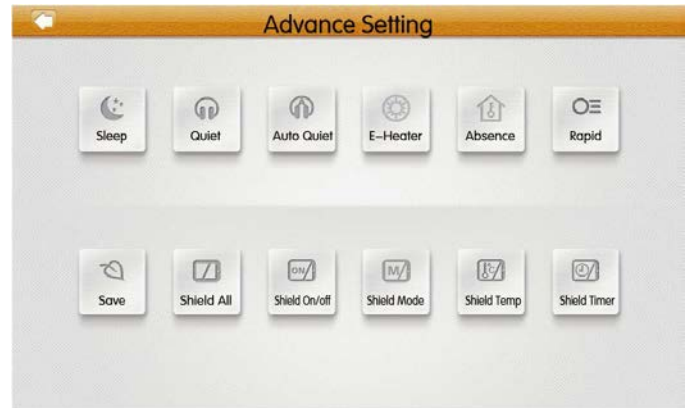 Advance Setting
Sleep
Quiet
Auto Quiet
E-Heater
Absence
Rapid
Save
Shield All
ON/
Shield On/off
M/
Shield Mode
°C
Shield Temp
Shield Timer